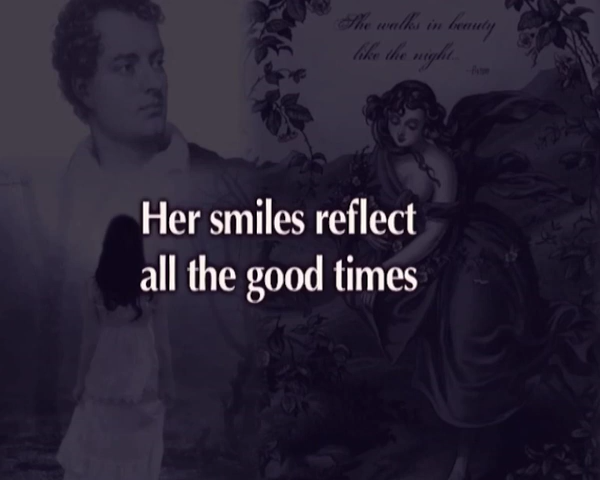 She walks in beauty
like the night...
Her smiles reflect
all the good times